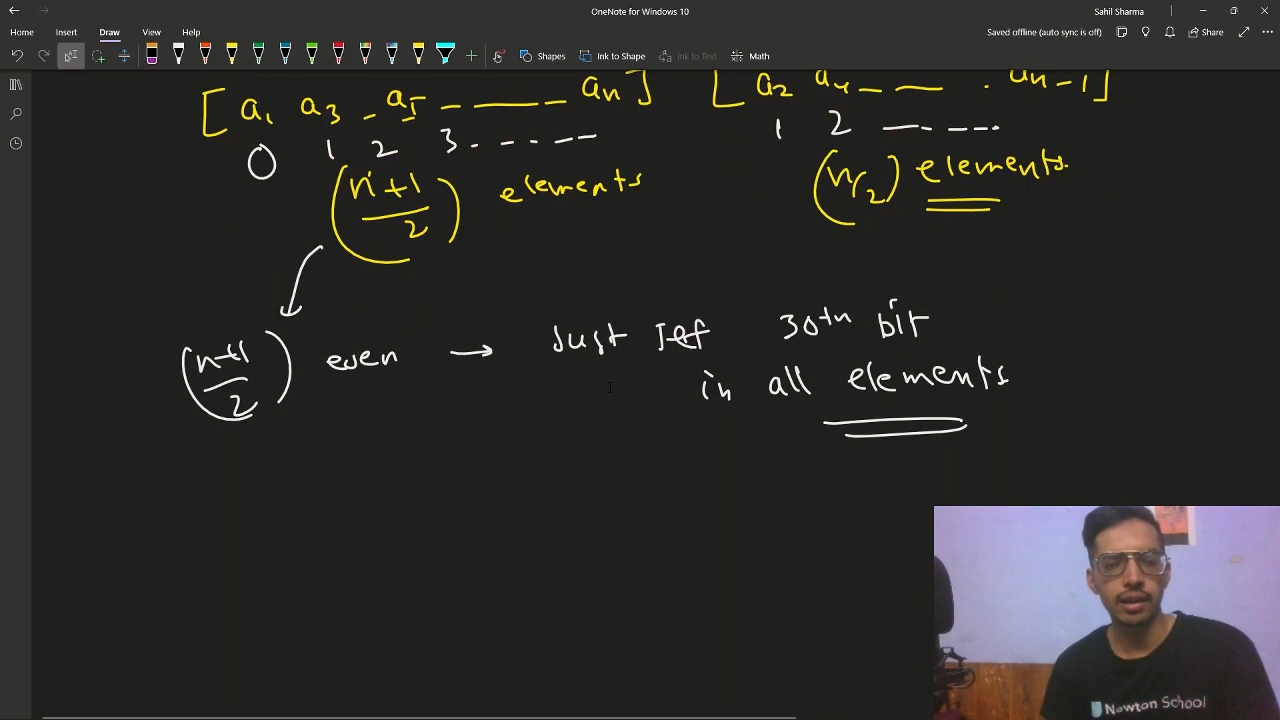 OneNote for Windows 10
Sahil Sharma
Home Insert Draw View Help
Saved offline (auto sync is off)
Share
Shapes
Ink to Shape
Ink to Text
Math
[a1 a3 - a5 ------ an] [a2 a4 - — . an-1]
0 1 2 3 . - - - - 1 2 — . - - -
(n+1/2) elements (n/2) elements
(n+1/2) even → Just set 30th bit
in all elements
Newton School